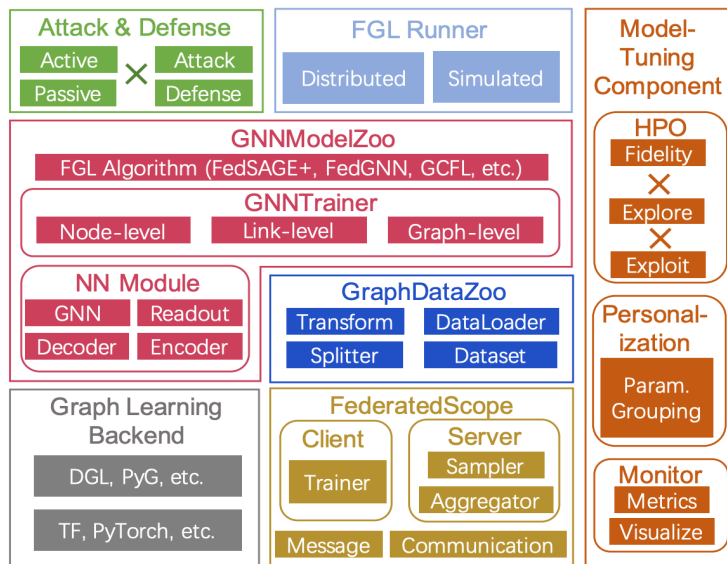 Attack & Defense
Active
Attack
Passive
Defense
FGL Runner
Distributed
Simulated
GNNModelZoo
FGL Algorithm (FedSAGE+, FedGNN, GCFL, etc.)
GNNTrainer
Node-level
Link-level
Graph-level
NN Module
GNN
Readout
Decoder
Encoder
GraphDataZoo
Transform
DataLoader
Splitter
Dataset
Graph Learning
Backend
DGL, PyG, etc.
TF, PyTorch, etc.
FederatedScope
Client
Trainer
Server
Sampler
Aggregator
Message
Communication
Model-
Tuning
Component
HPO
Fidelity
Explore
Exploit
Personal-
ization
Param.
Grouping
Monitor
Metrics
Visualize